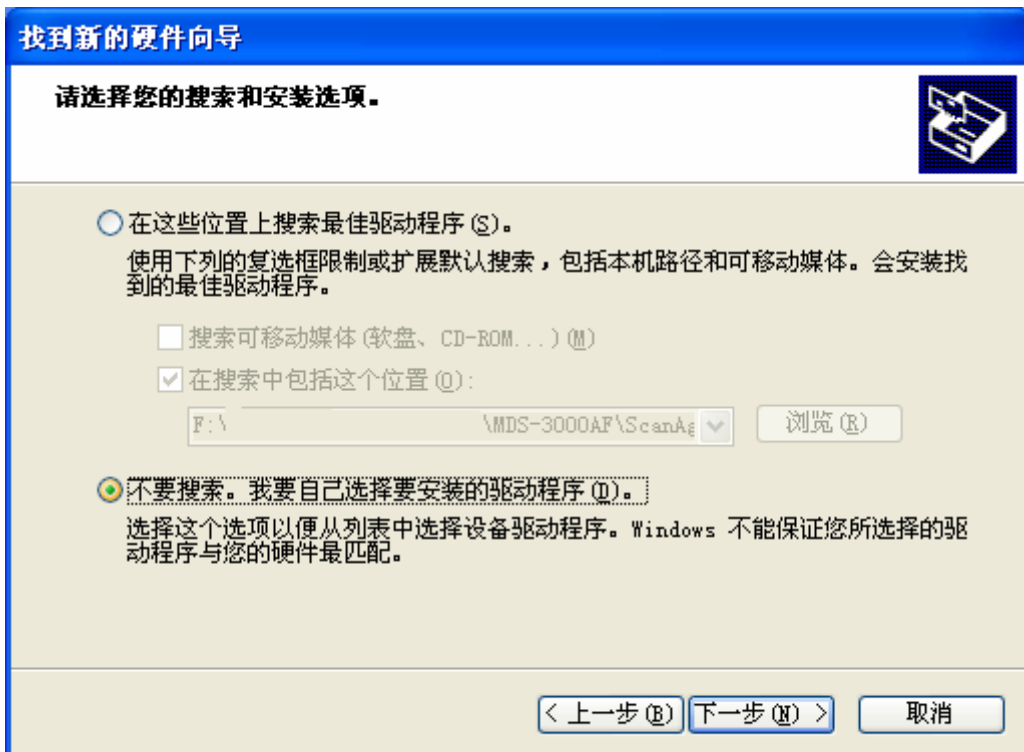 找到新的硬件向导
请选择您的搜索和安装选项。
在这些位置上搜索最佳驱动程序(S)。
使用下列的复选框限制或扩展默认搜索，包括本机路径和可移动媒体。会安装找
到的最佳驱动程序。
搜索可移动媒体(软盘、CD-ROM...)(M)
在搜索中包括这个位置(O):
F:\ \MDS-3000AF\ScanAg
浏览(R)
不要搜索。我要自己选择要安装的驱动程序(D)。
选择这个选项以便从列表中选择设备驱动程序。Windows 不能保证您所选择的驱
动程序与您的硬件最匹配。
< 上一步(B) 下一步(N) > 取消